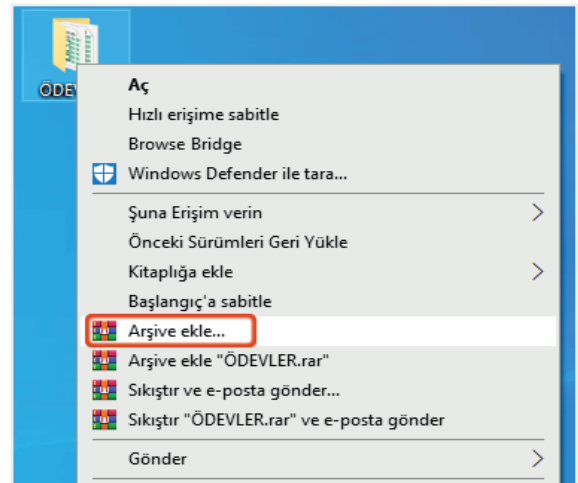 ÖDE
Aç
Hızlı erişime sabitle
Browse Bridge
Windows Defender ile tara...
Şuna Erişim verin
Önceki Sürümleri Geri Yükle
Kitaplığa ekle
Başlangıç'a sabitle
Arşive ekle...
Arşive ekle "ÖDEVLER.rar"
Sıkıştır ve e-posta gönder...
Sıkıştır "ÖDEVLER.rar" ve e-posta gönder
Gönder